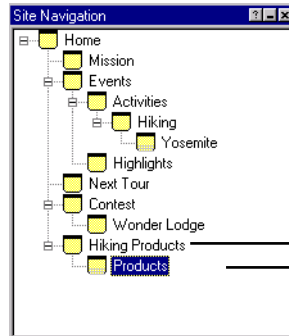 Site Navigation
Home
Mission
Events
Activities
Hiking
Yosemite
Highlights
Next Tour
Contest
Wonder Lodge
Hiking Products
Products